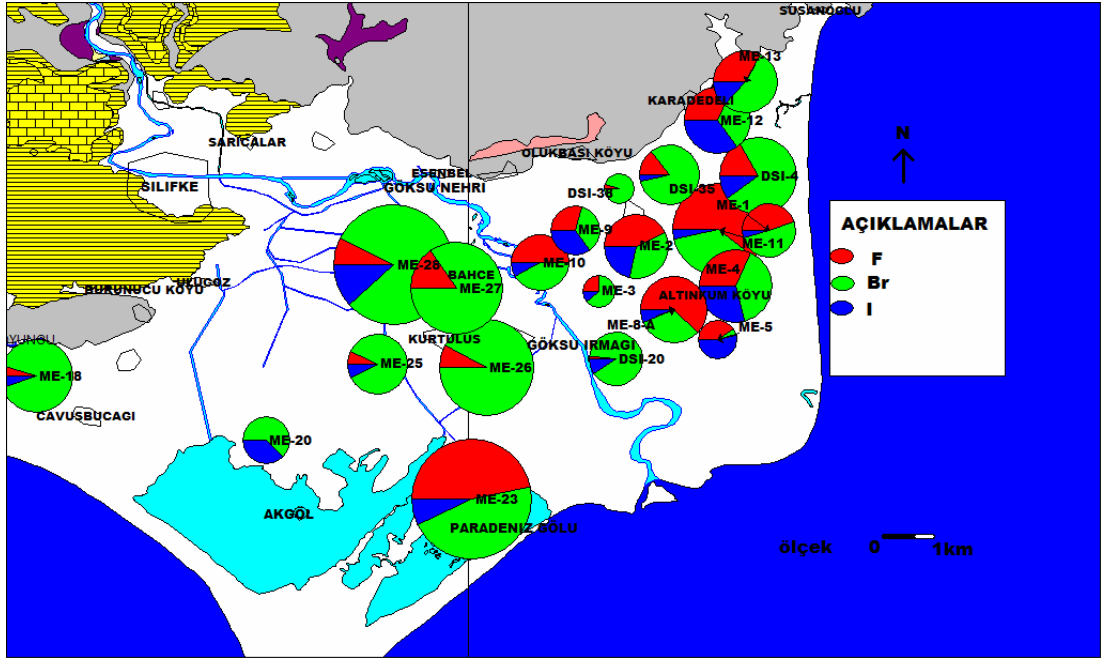 SUSANOGLU
ME-13
KARADEDELI
ME-12
SARICALAR
OLUKBASI KÖYU
ESENBEL
GÖKSU NEHRI
SILIFKE
DSI-36
DSI-35
DSI-4
ME-1
ME-9
ME-2
ME-11
ME-28
ME-10
BAHCE
ME-27
ME-4
ULUGOZ
BURUNUCU KÖYU
ME-3
ALTINKUM KÖYU
ME-8-A
ME-5
KURTULUS
GÖKSU IRMAGI
DSI-20
ME-25
ME-26
ME-18
CAVUSBUCAGI
ME-20
ME-23
AKGÖL
PARADENIZ GÖLU
N
AÇIKLAMALAR
F
Br
I
ölçek 0 1km